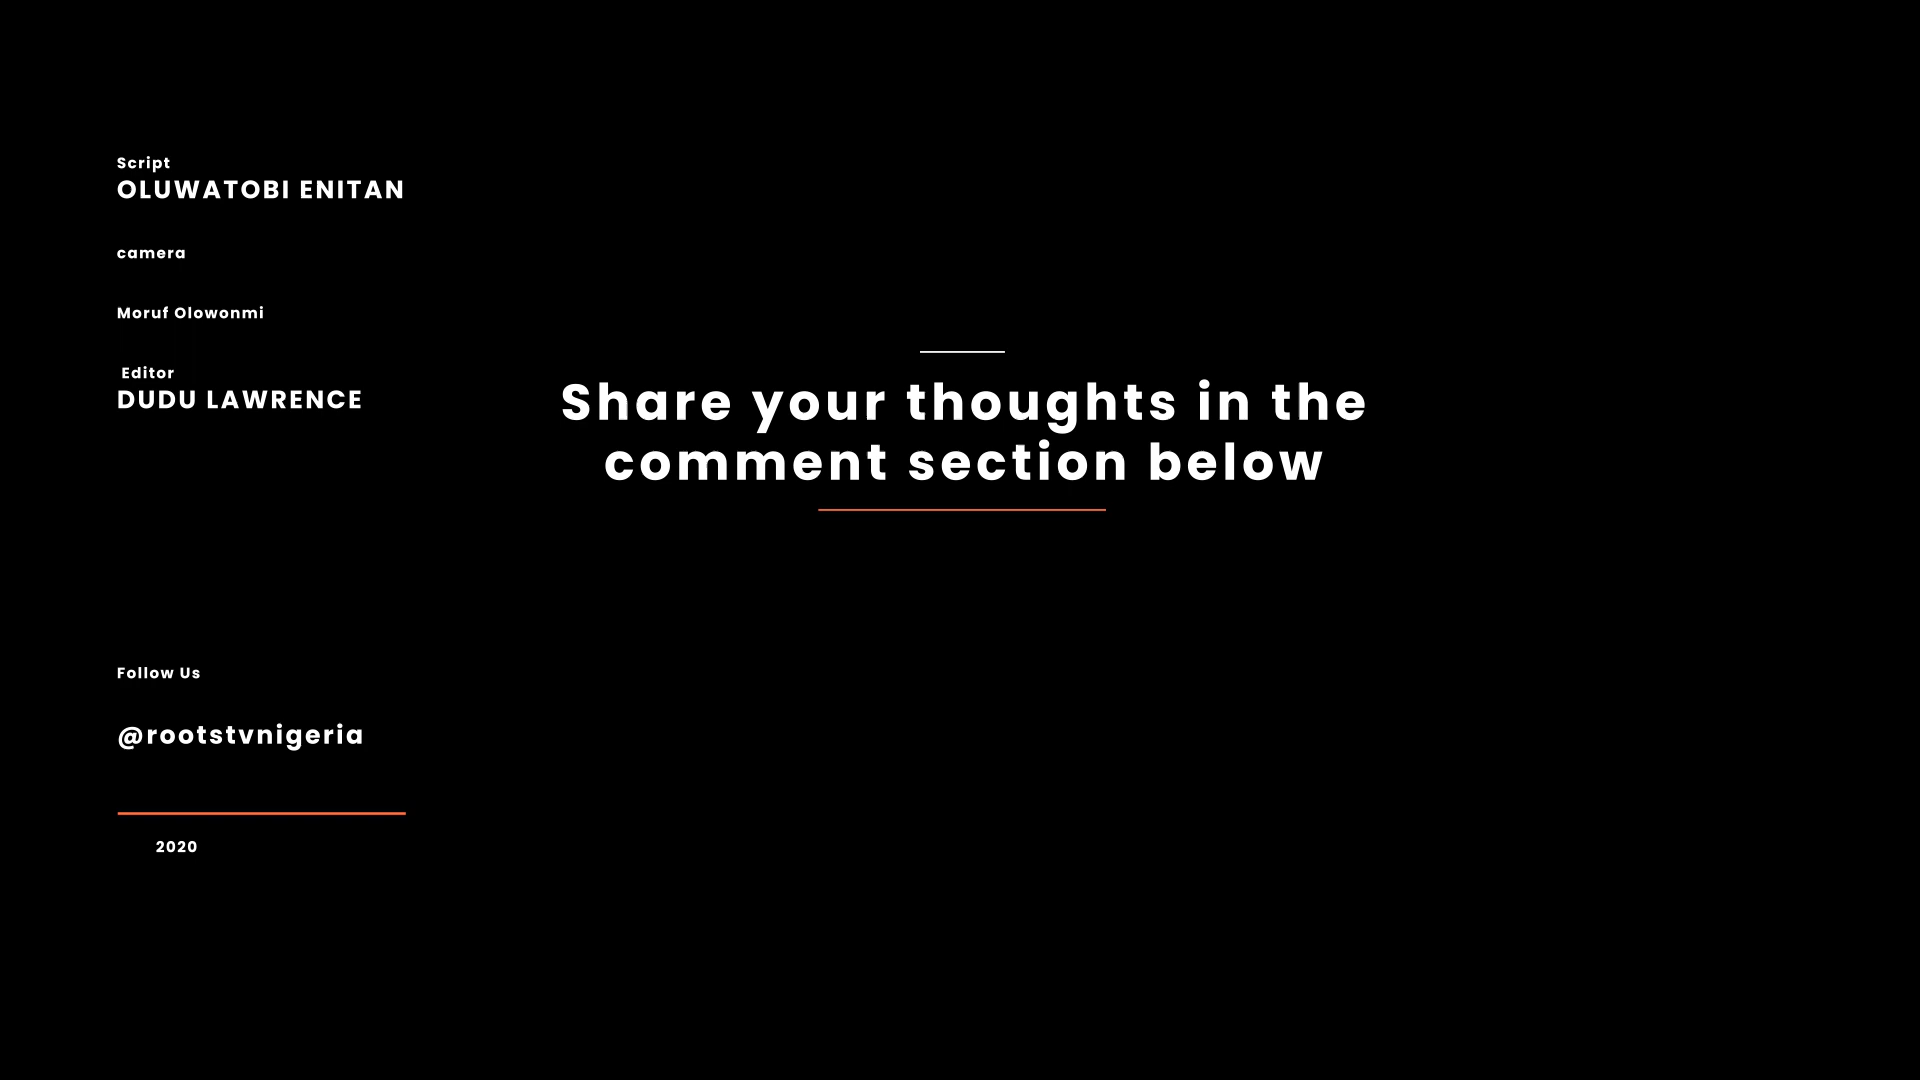 Script
OLUWATOBI ENITAN
camera
Moruf Olowonmi
Editor
DUDU LAWRENCE
Share your thoughts in the
comment section below
Follow Us
@rootstvnigeria
2020